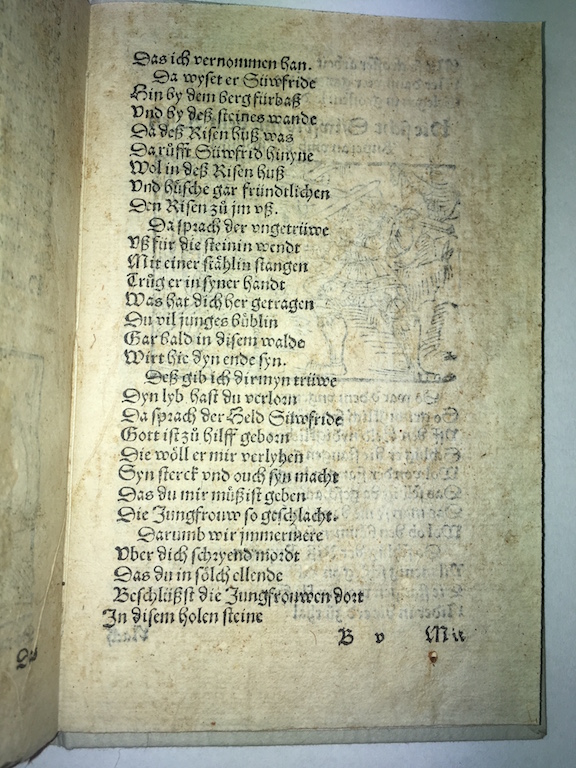 Das ich vernommen han.
Da wyset er Süwfride
Hin by dem berg fürbaß
Vnd by deß steines wande
Da deß Risen huß was
Da růfft Süwfrid hinyne
Wol in deß Risen huß
Vnd hüsche gar fründtlichen
Den Risen zů jm vß.
Da sprach der vngetrüwe
Vß für die steinin wendt
Mit einer stählin stangen
Trůg er in syner handt
Was hat dich her getragen
Du vil junges büblin
Gar bald in disem walde
Wirt hie dyn ende syn.
Deß gib ich dir myn trüwe
Dyn lyb hast du verlorn
Da sprach der Held Süwfride
Gott ist zů hilff geborn
Die wöll er mir verlyhen
Syn sterck vnd ouch syn macht
Das du mir můst geben
Die Jungfrouw so geschlacht.
Darumb wir jmmermere
Vber dich schryend mordt
Das du in sölch ellende
Beschlüßst die Jungfrouwen dort
In disem holen steine
B v Mit